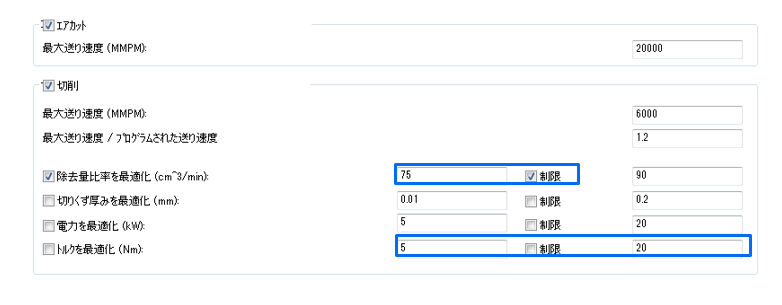 エアカット
最大送り速度 (MMPM): 20000
切削
最大送り速度 (MMPM): 6000
最大送り速度 / プログラムされた送り速度 1.2
除去量比率を最適化 (cm^3/min): 75 制限 90
切りくず厚みを最適化 (mm): 0.01 制限 0.2
電力を最適化 (kW): 5 制限 20
トルクを最適化 (Nm): 5 制限 20